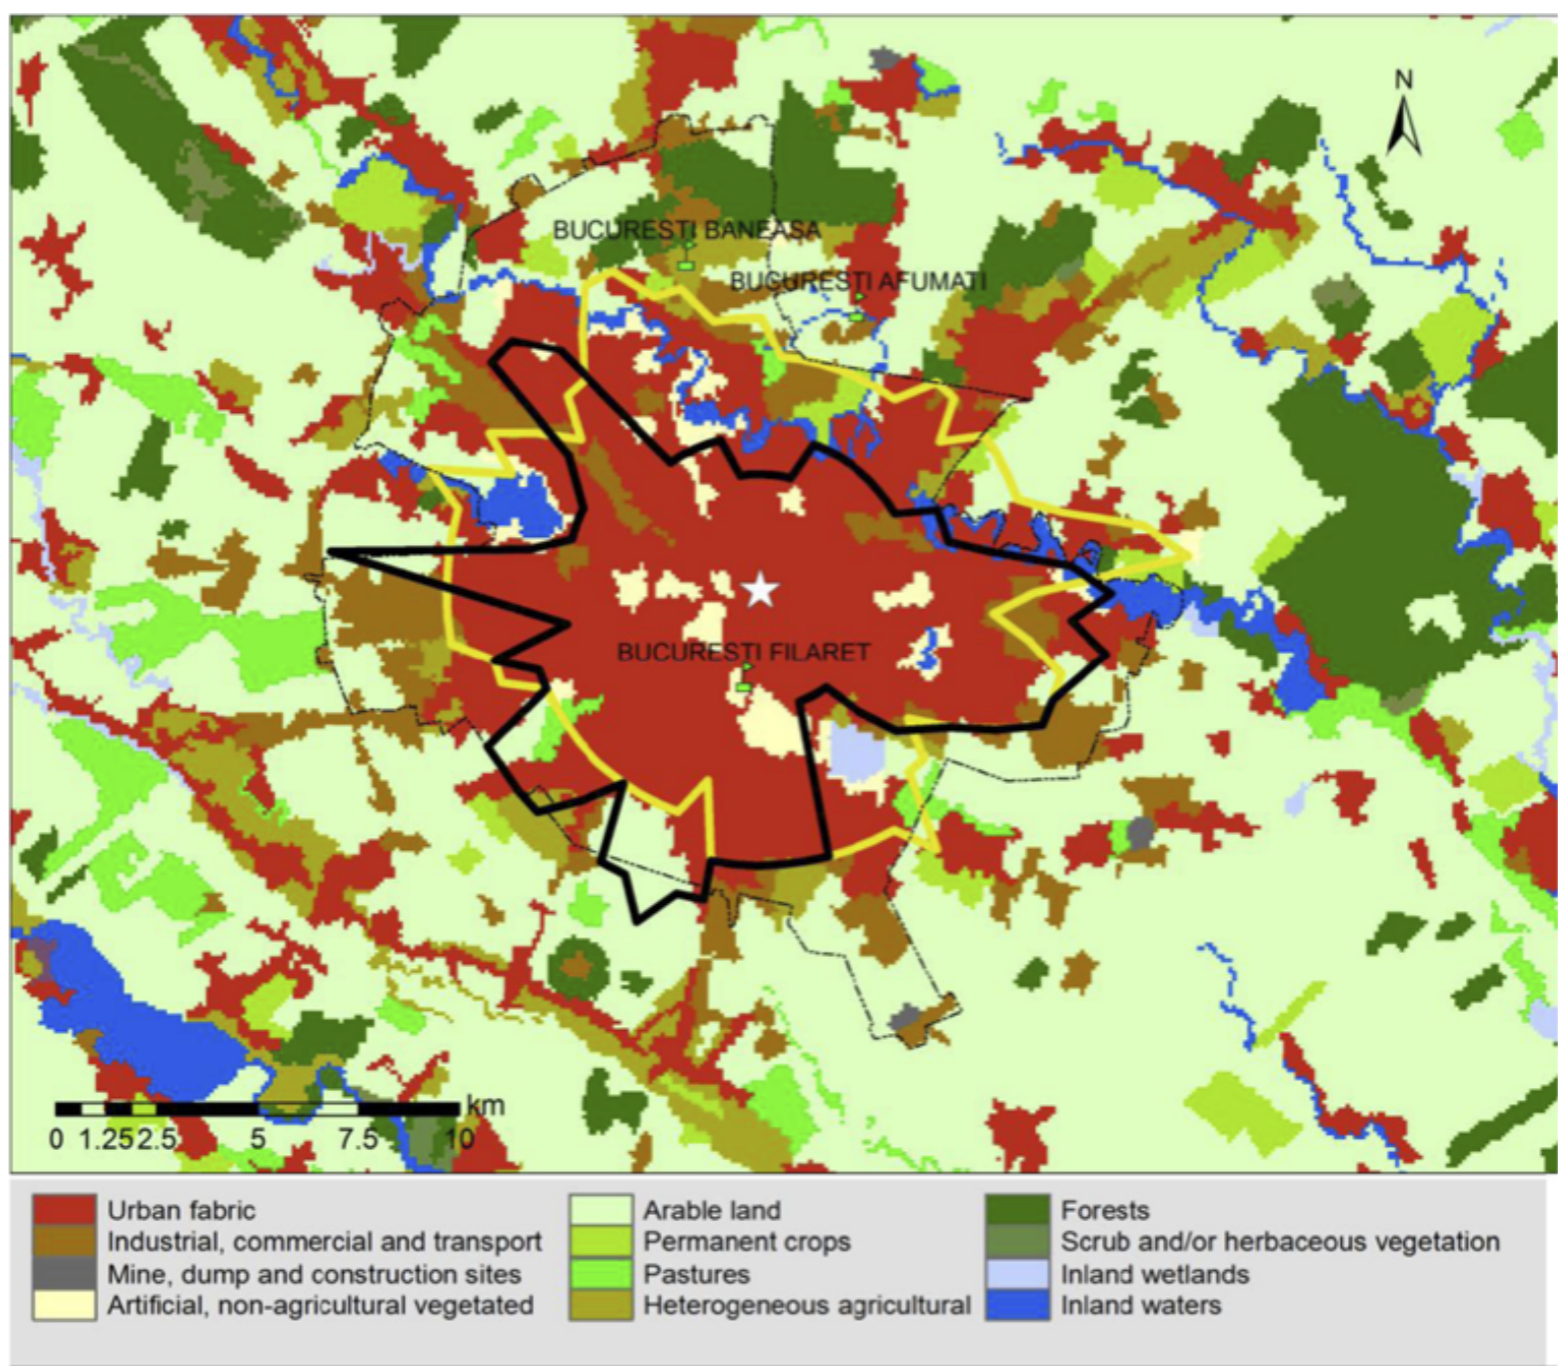 N
BUCURESTI BANEASA
BUCURESTI AFUMATI
BUCURESTI FILARET
km
0 1.25 2.5 5 7.5 10
Urban fabric
Industrial, commercial and transport
Mine, dump and construction sites
Artificial, non-agricultural vegetated
Arable land
Permanent crops
Pastures
Heterogeneous agricultural
Forests
Scrub and/or herbaceous vegetation
Inland wetlands
Inland waters